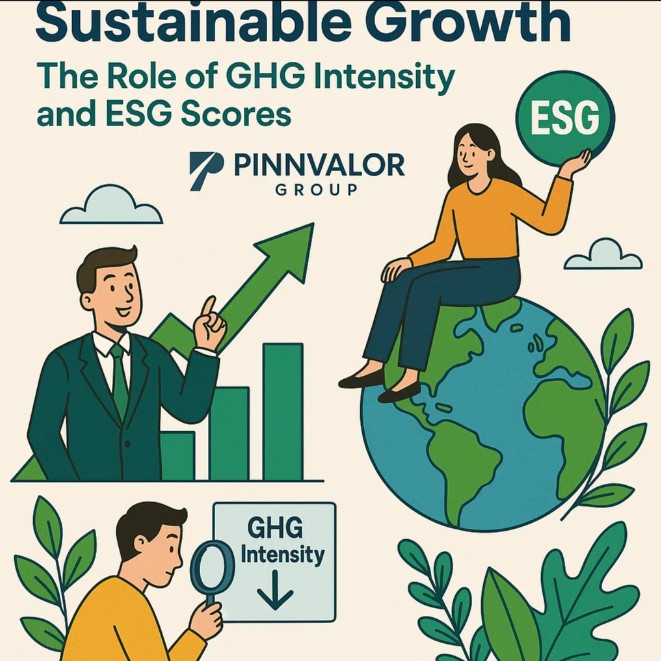 Sustainable Growth
The Role of GHG Intensity
and ESG Scores
PINNVALOR
GROUP
ESG
GHG
Intensity